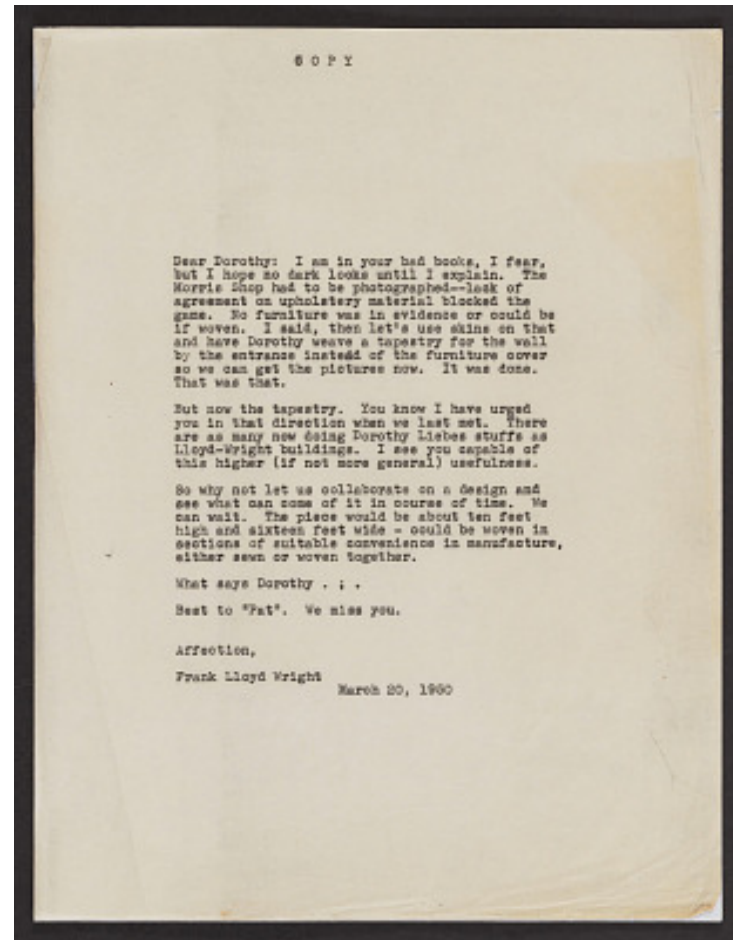 C O P Y
Dear Dorothy: I am in your bad books, I fear,
but I hope no dark looks until I explain. The
Morris Shop had to be photographed--lack of
agreement on upholstery material blocked the
game. No furniture was in evidence or could be
if woven. I said, then let's use skins on that
and have Dorothy weave a tapestry for the wall
by the entrance instead of the furniture cover
so we can get the pictures now. It was done.
That was that.
But now the tapestry. You know I have urged
you in that direction when we last met. There
are as many now doing Dorothy Liebes stuffs as
Lloyd-Wright buildings. I see you capable of
this higher (if not more general) usefulness.
So why not let us collaborate on a design and
see what can come of it in course of time. We
can wait. The piece would be about ten feet
high and sixteen feet wide - could be woven in
sections of suitable convenience in manufacture,
either sewn or woven together.
What says Dorothy . ; .
Best to "Pat". We miss you.
Affection,
Frank Lloyd Wright
March 20, 1950